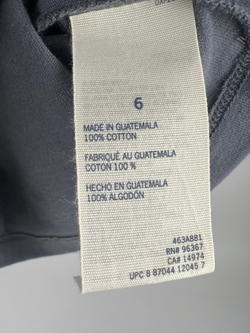 6
MADE IN GUATEMALA
100% COTTON
FABRIQUÉ AU GUATEMALA
COTON 100 %
HECHO EN GUATEMALA
100% ALGODÓN
463A8B1
RN# 96367
CA# 14974
UPC 8 87044 12045 7